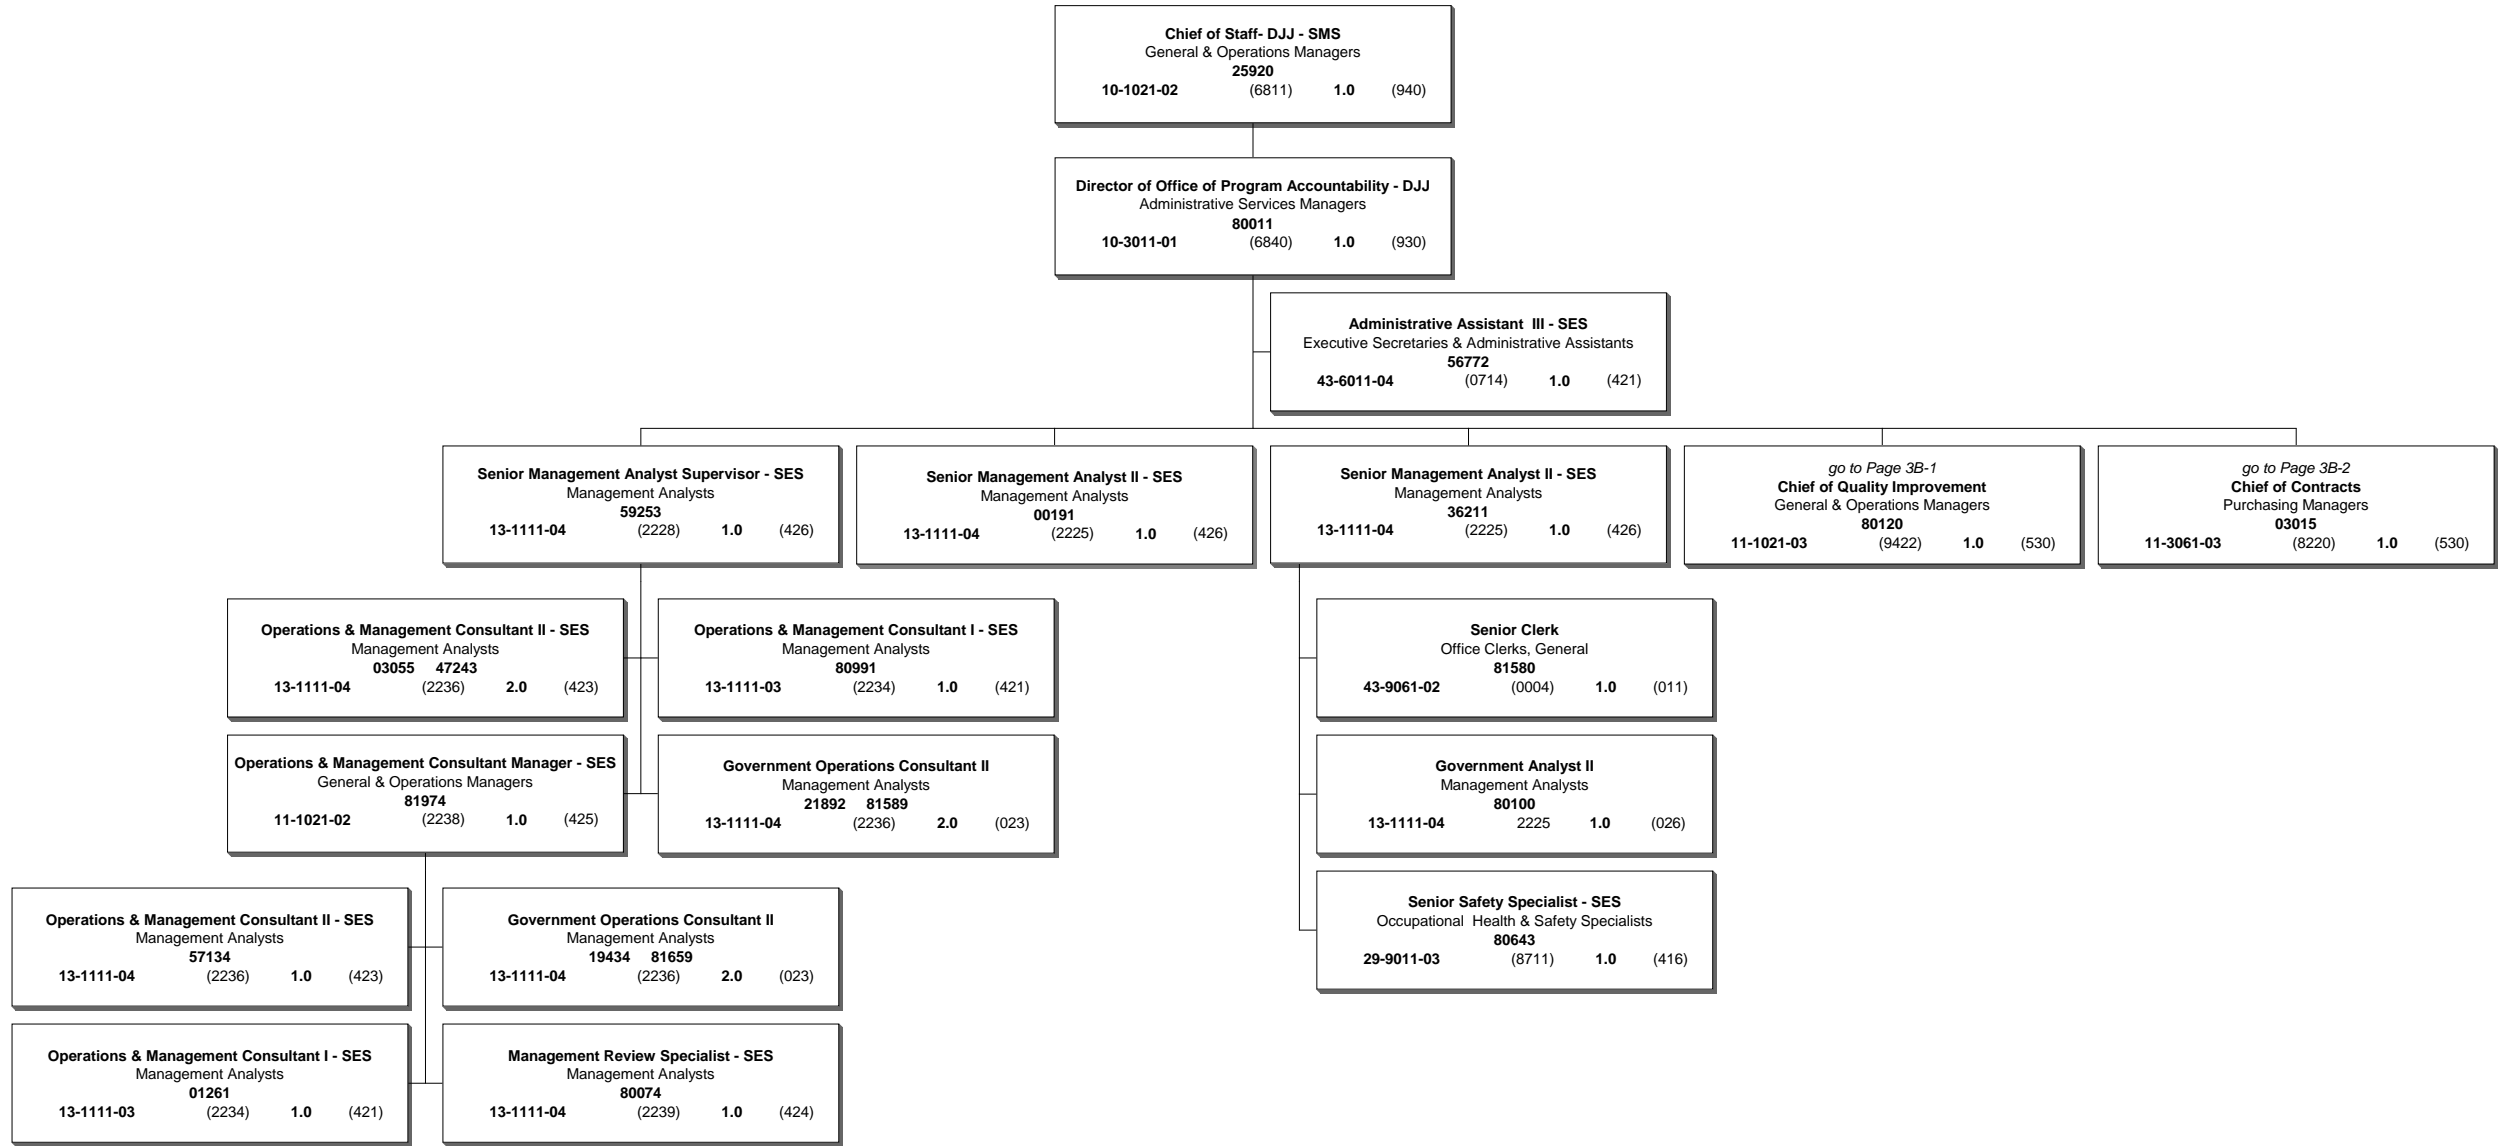 Chief of Staff- DJJ - SMS
General & Operations Managers
25920
10-1021-02 (6811) 1.0 (940)
Director of Office of Program Accountability - DJJ
Administrative Services Managers
80011
10-3011-01 (6840) 1.0 (930)
Administrative Assistant III - SES
Executive Secretaries & Administrative Assistants
56772
43-6011-04 (0714) 1.0 (421)
Senior Management Analyst Supervisor - SES
Management Analysts
59253
13-1111-04 (2228) 1.0 (426)
Senior Management Analyst II - SES
Management Analysts
00191
13-1111-04 (2225) 1.0 (426)
Senior Management Analyst II - SES
Management Analysts
36211
13-1111-04 (2225) 1.0 (426)
go to Page 3B-1
Chief of Quality Improvement
General & Operations Managers
80120
11-1021-03 (9422) 1.0 (530)
go to Page 3B-2
Chief of Contracts
Purchasing Managers
03015
11-3061-03 (8220) 1.0 (530)
Operations & Management Consultant II - SES
Management Analysts
03055 47243
13-1111-04 (2236) 2.0 (423)
Operations & Management Consultant I - SES
Management Analysts
80991
13-1111-03 (2234) 1.0 (421)
Senior Clerk
Office Clerks, General
81580
43-9061-02 (0004) 1.0 (011)
Operations & Management Consultant Manager - SES
General & Operations Managers
81974
11-1021-02 (2238) 1.0 (425)
Government Operations Consultant II
Management Analysts
21892 81589
13-1111-04 (2236) 2.0 (023)
Government Analyst II
Management Analysts
80100
13-1111-04 2225 1.0 (026)
Operations & Management Consultant II - SES
Management Analysts
57134
13-1111-04 (2236) 1.0 (423)
Government Operations Consultant II
Management Analysts
19434 81659
13-1111-04 (2236) 2.0 (023)
Senior Safety Specialist - SES
Occupational Health & Safety Specialists
80643
29-9011-03 (8711) 1.0 (416)
Operations & Management Consultant I - SES
Management Analysts
01261
13-1111-03 (2234) 1.0 (421)
Management Review Specialist - SES
Management Analysts
80074
13-1111-04 (2239) 1.0 (424)